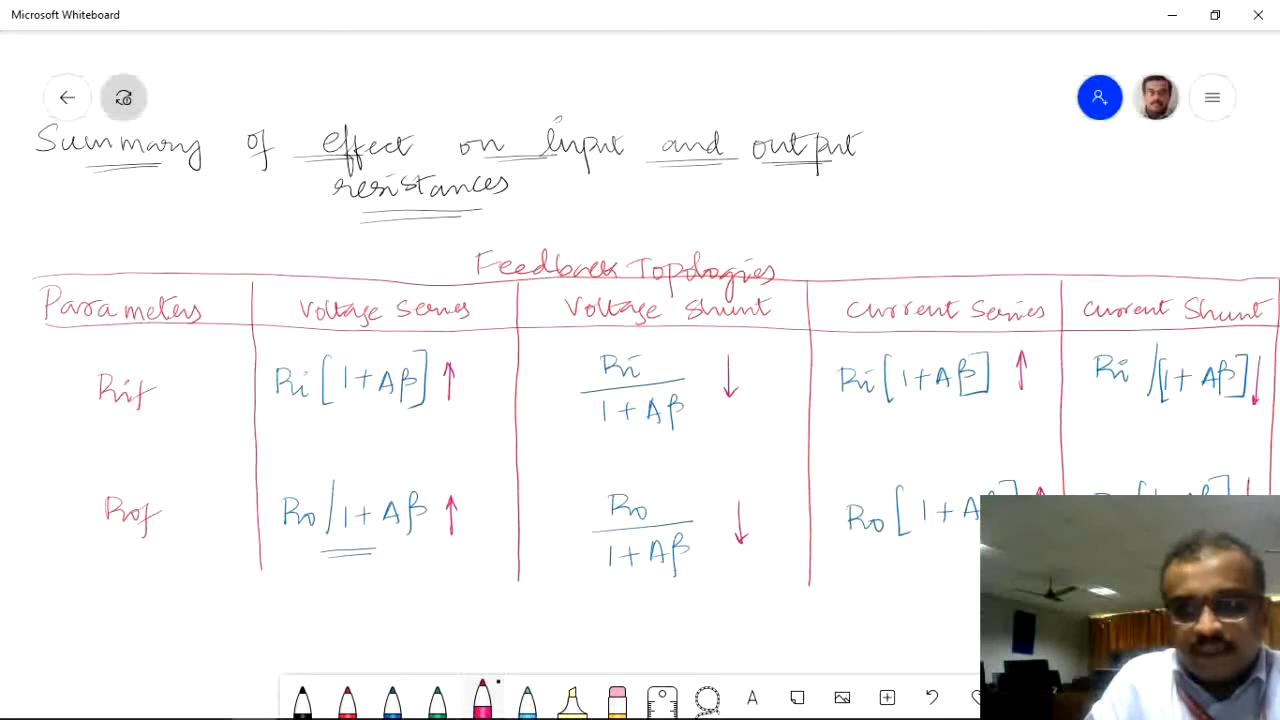 Microsoft Whiteboard
Summary of effect on input and output
resistances
Feedback Topologies
Parameters Voltage Series Voltage Shunt Current Series Current Shunt
Rif Ri[1+Aβ]↑ Ri/1+Aβ ↓ Ri[1+Aβ] ↑ Ri/[1+Aβ]↓
Rof Ro/1+Aβ ↑ Ro/1+Aβ ↓ Ro[1+A